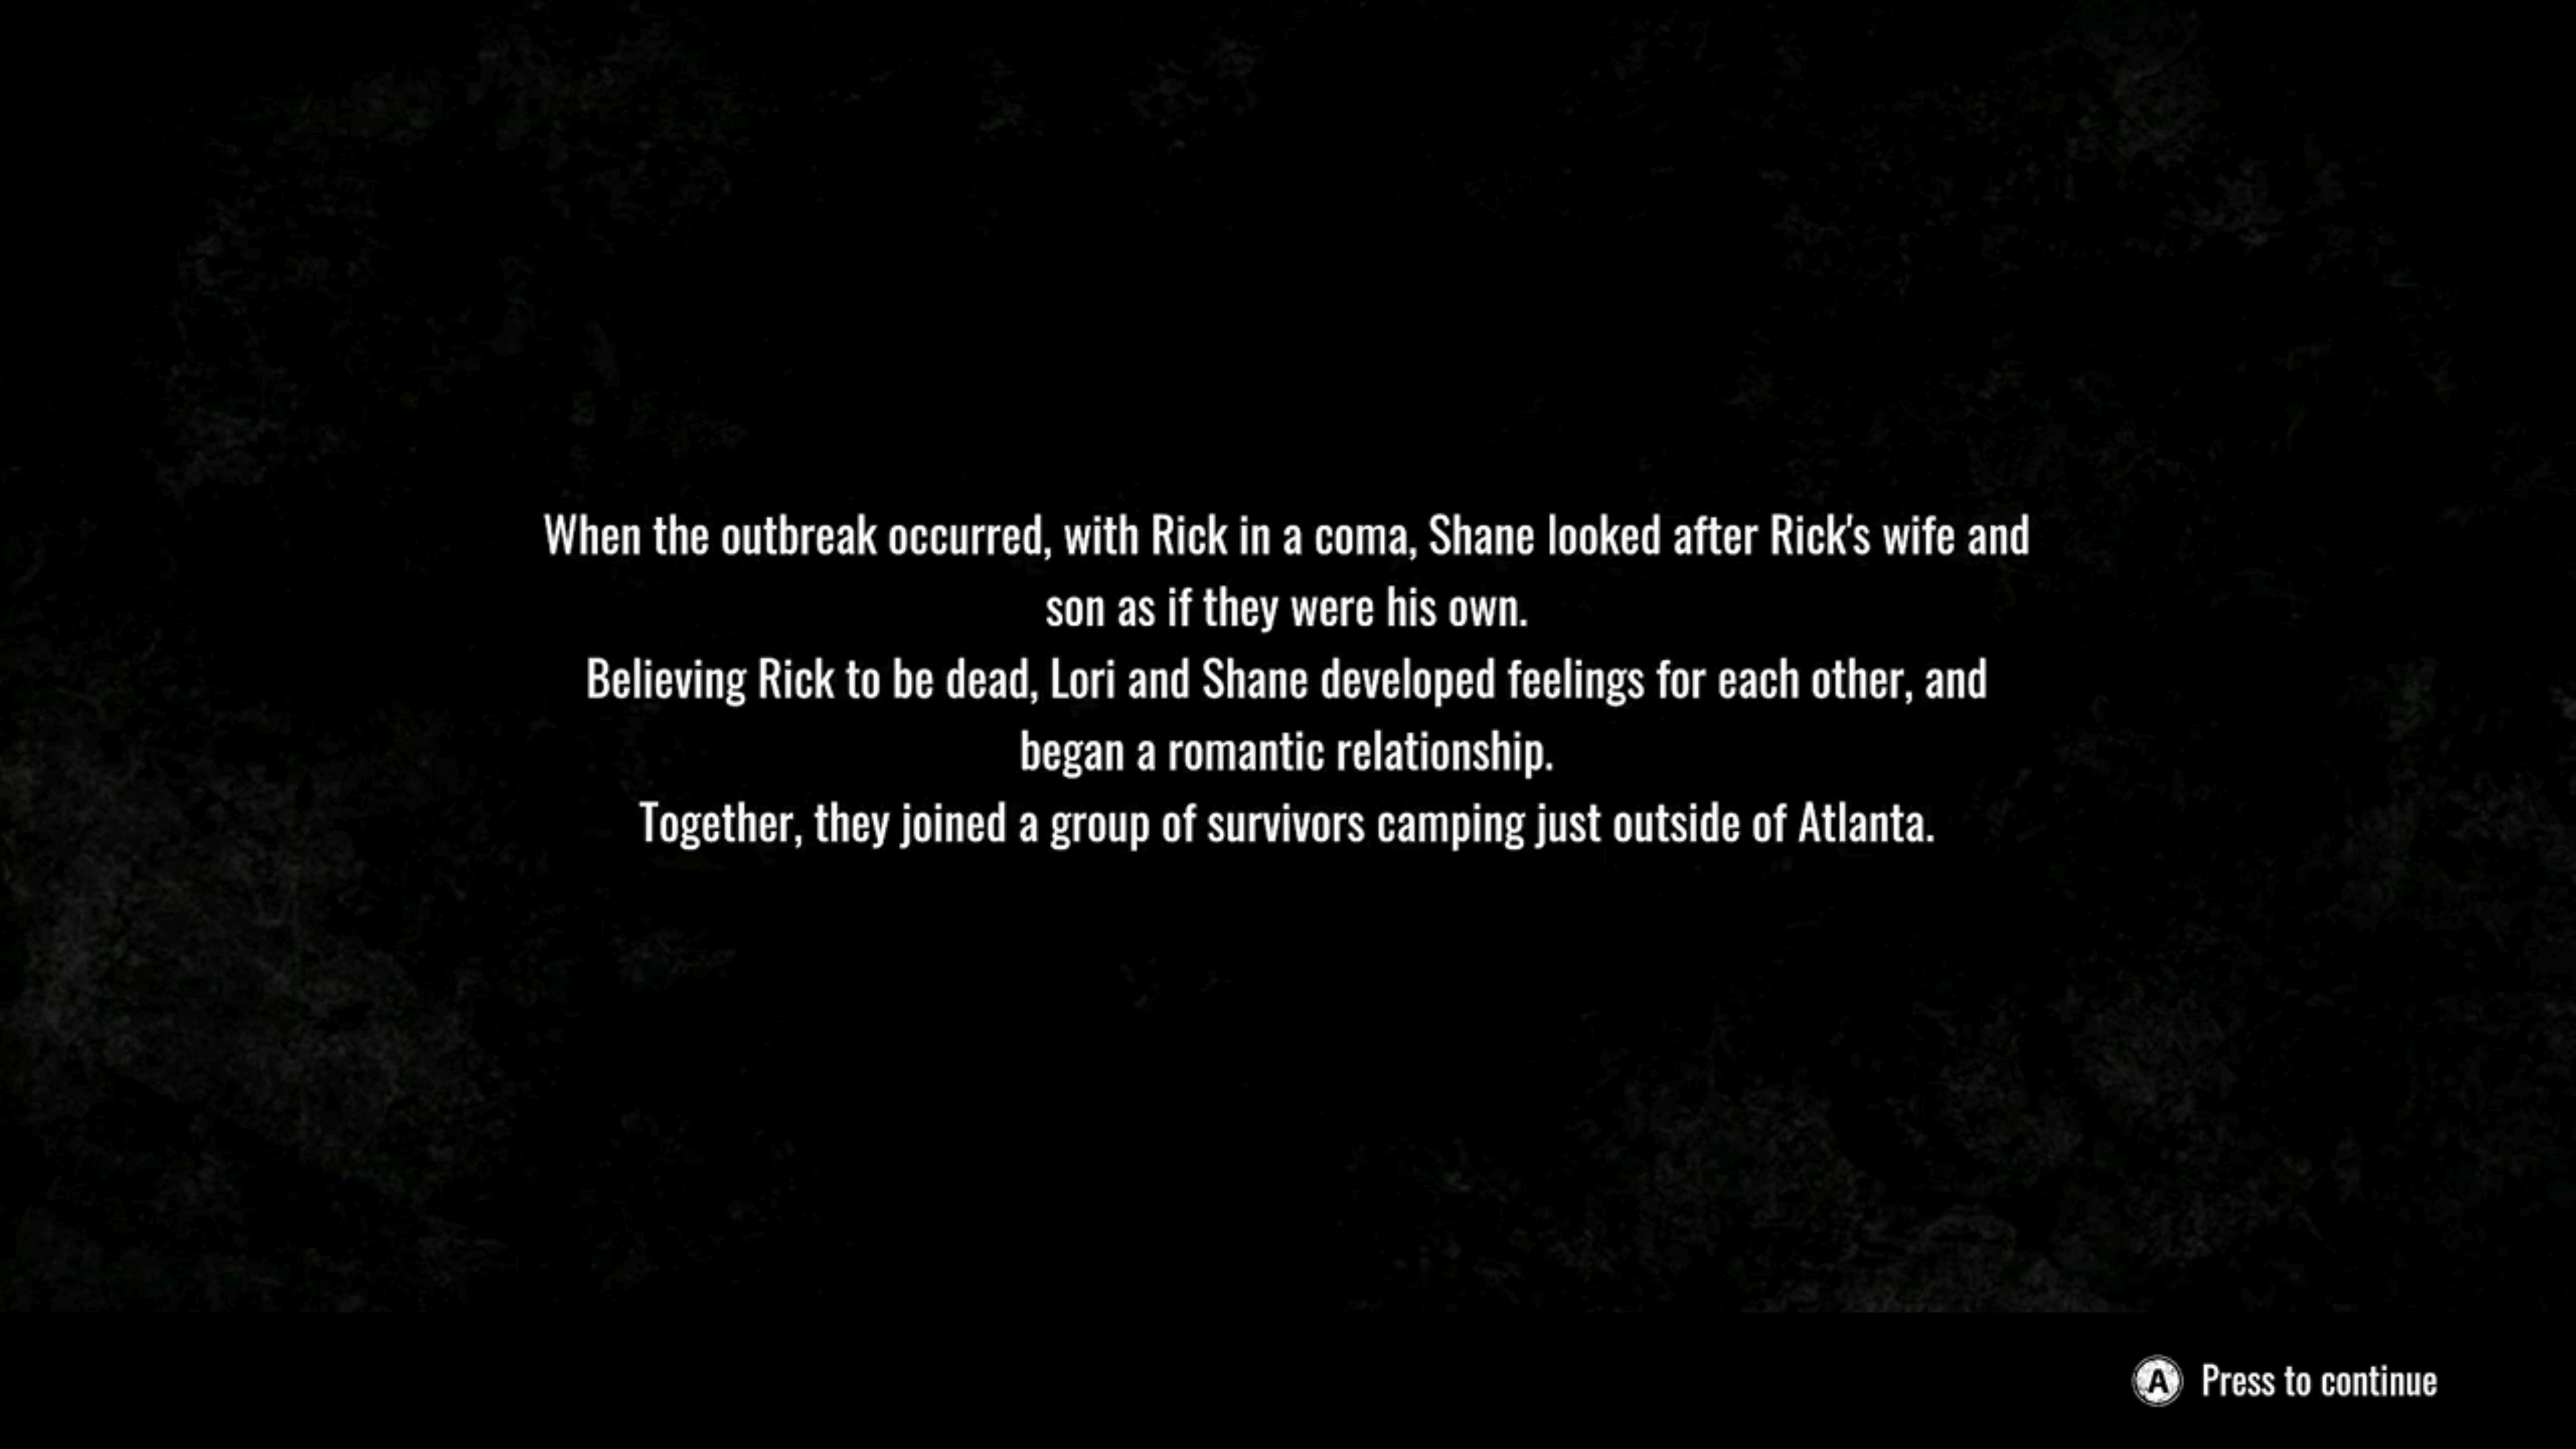 When the outbreak occurred, with Rick in a coma, Shane looked after Rick's wife and
son as if they were his own.
Believing Rick to be dead, Lori and Shane developed feelings for each other, and
began a romantic relationship.
Together, they joined a group of survivors camping just outside of Atlanta.
A Press to continue